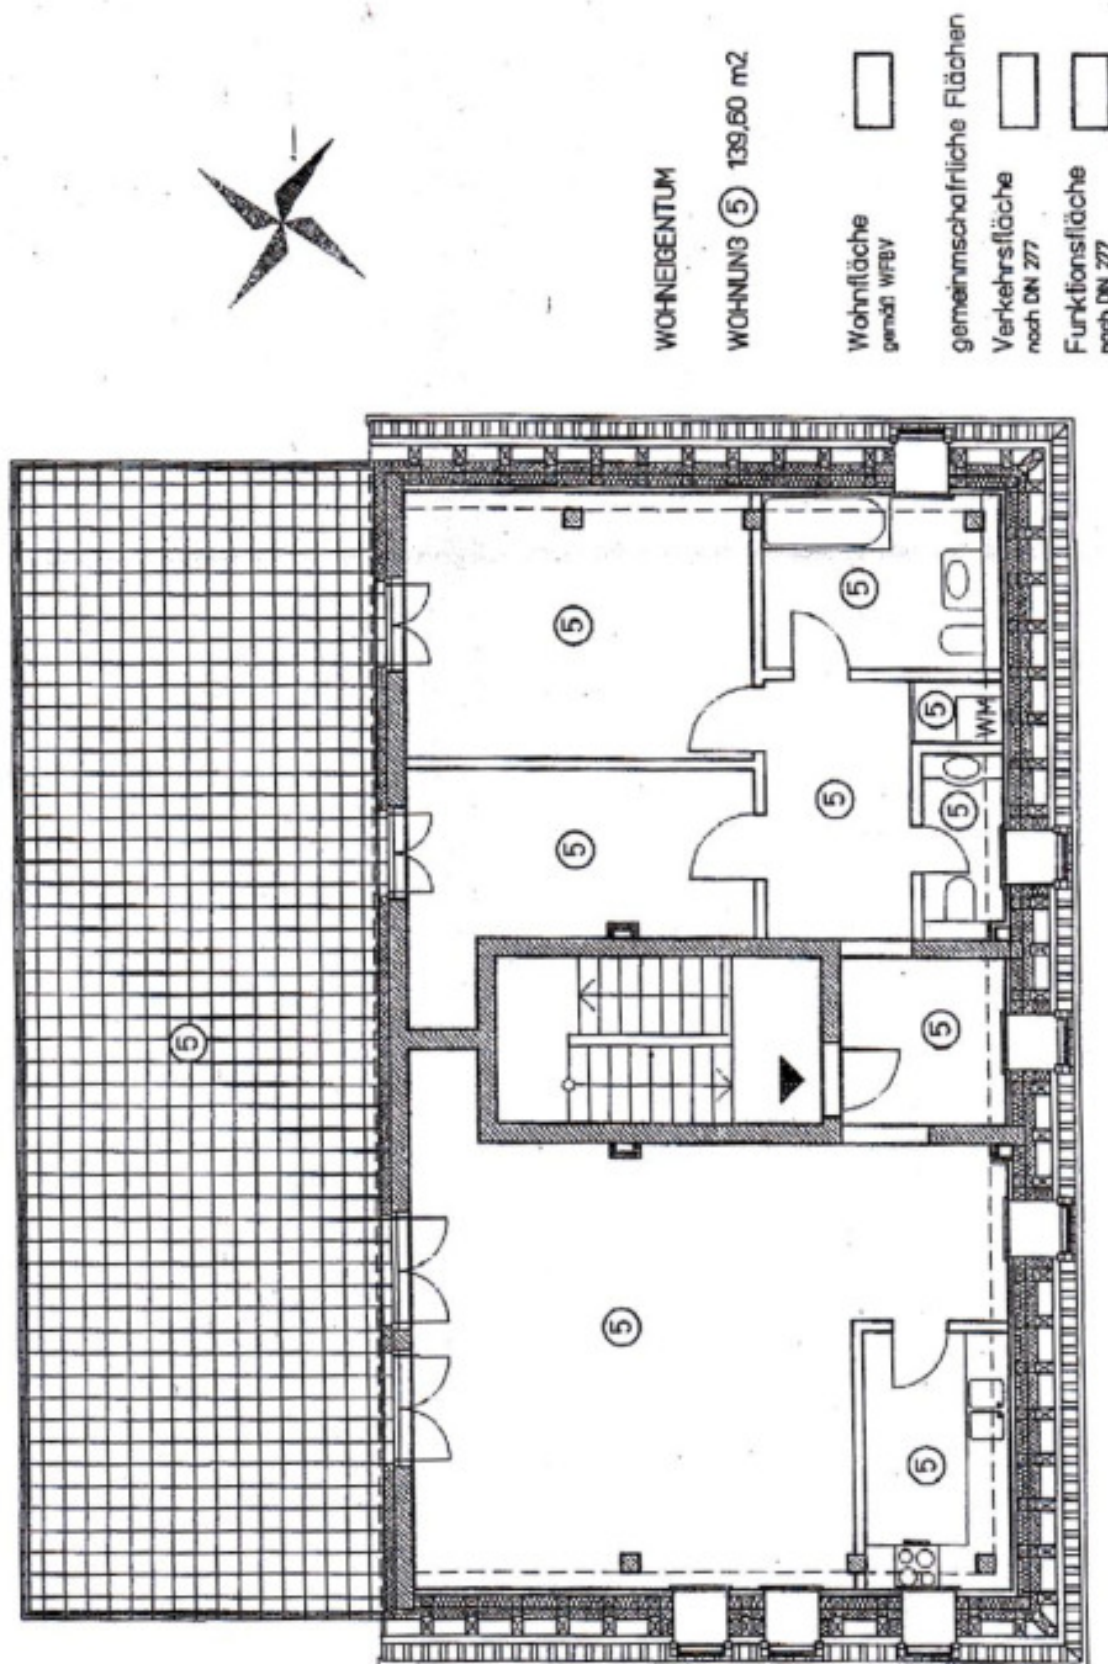 WOHNEIGENTUM
WOHNUNG ⑤ 139,60 m2
Wohnfläche
gemäß WFBV
gemeinmschafrliche Flächen
Verkehrsfläche
nach DIN 277
Funktionsfläche
nach DIN 277
⑤
⑤
⑤
⑤
⑤
⑤
⑤
WM
⑤
⑤
⑤